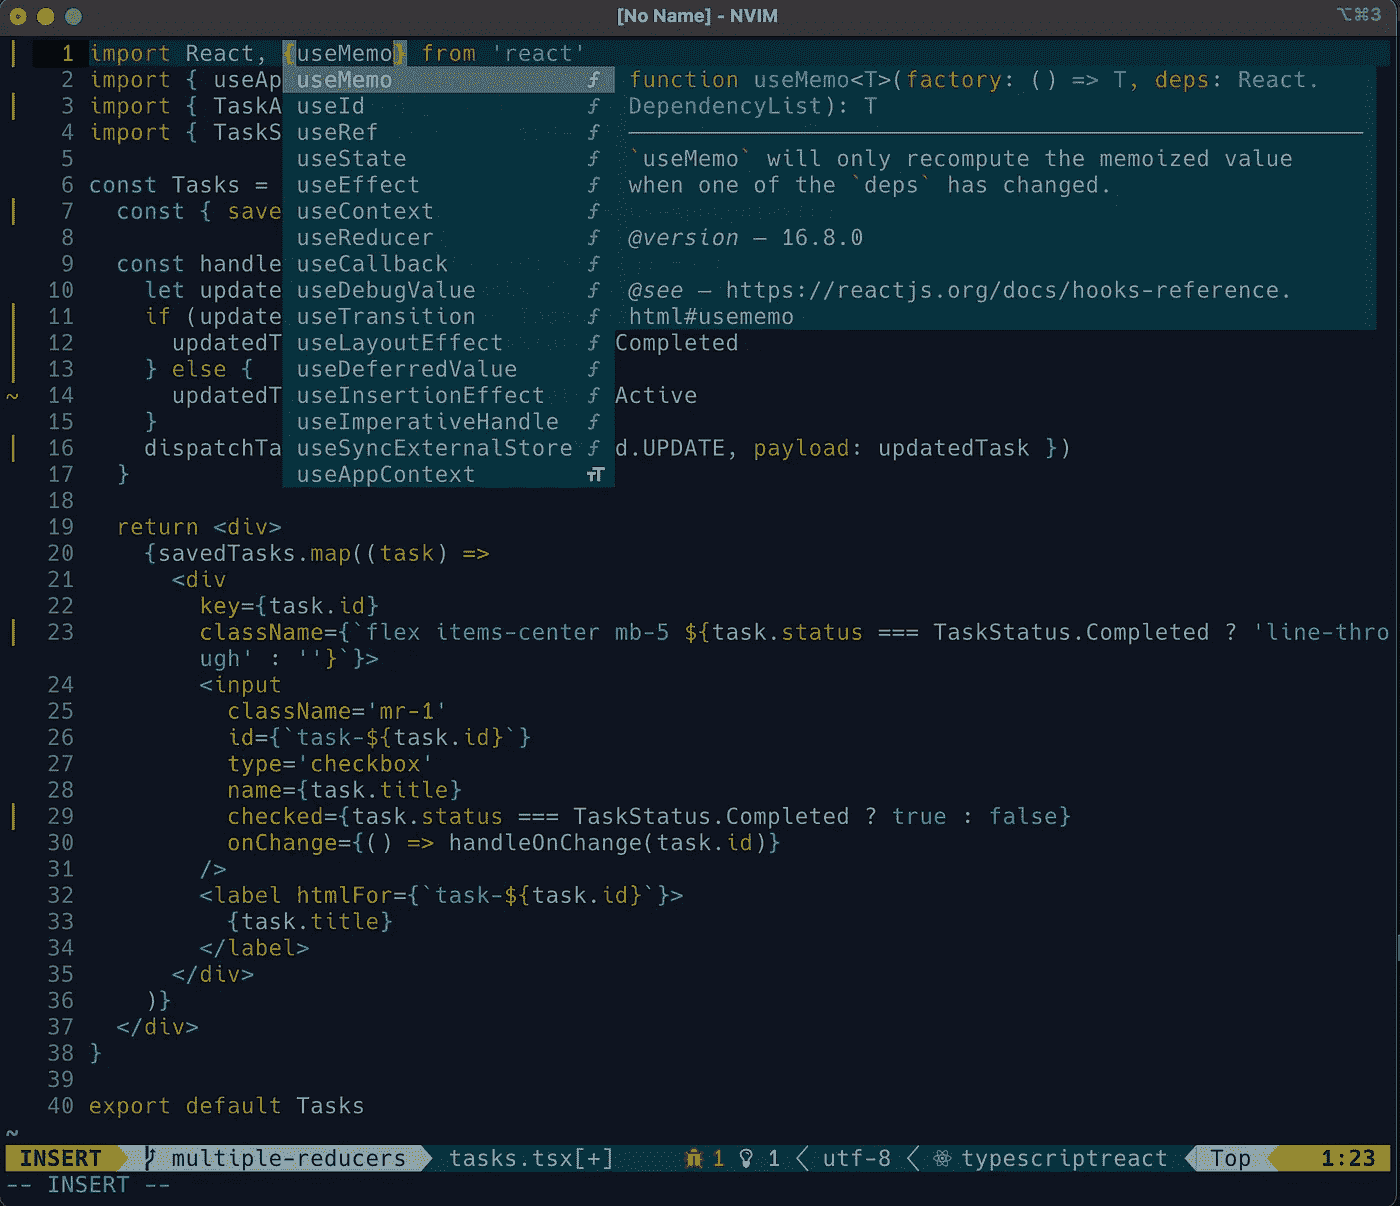 [No Name] - NVIM
⌥⌘3
1 import React, {useMemo} from 'react'
2 import { useAp
3 import { TaskA
4 import { TaskS
5
6 const Tasks =
7 const { save
8
9 const handle
10 let update
11 if (update
12 updatedT Completed
13 } else {
14 updatedT Active
15 }
16 dispatchTa d.UPDATE, payload: updatedTask })
17 }
18
useMemo ƒ
useId ƒ
useRef ƒ
useState ƒ
useEffect ƒ
useContext ƒ
useReducer ƒ
useCallback ƒ
useDebugValue ƒ
useTransition ƒ
useLayoutEffect ƒ
useDeferredValue ƒ
useInsertionEffect ƒ
useImperativeHandle ƒ
useSyncExternalStore ƒ
useAppContext
function useMemo<T>(factory: () => T, deps: React.
DependencyList): T
`useMemo` will only recompute the memoized value
when one of the `deps` has changed.
@version — 16.8.0
@see — https://reactjs.org/docs/hooks-reference.
html#usememo
19 return <div>
20 {savedTasks.map((task) =>
21 <div
22 key={task.id}
23 className={`flex items-center mb-5 ${task.status === TaskStatus.Completed ? 'line-thro
ugh' : ''}`}>
24 <input
25 className='mr-1'
26 id={`task-${task.id}`}
27 type='checkbox'
28 name={task.title}
29 checked={task.status === TaskStatus.Completed ? true : false}
30 onChange={() => handleOnChange(task.id)}
31 />
32 <label htmlFor={`task-${task.id}`}>
33 {task.title}
34 </label>
35 </div>
36 )}
37 </div>
38 }
39
40 export default Tasks
~
INSERT multiple-reducers tasks.tsx[+] 1 1 utf-8 typescriptreact Top 1:23
-- INSERT --